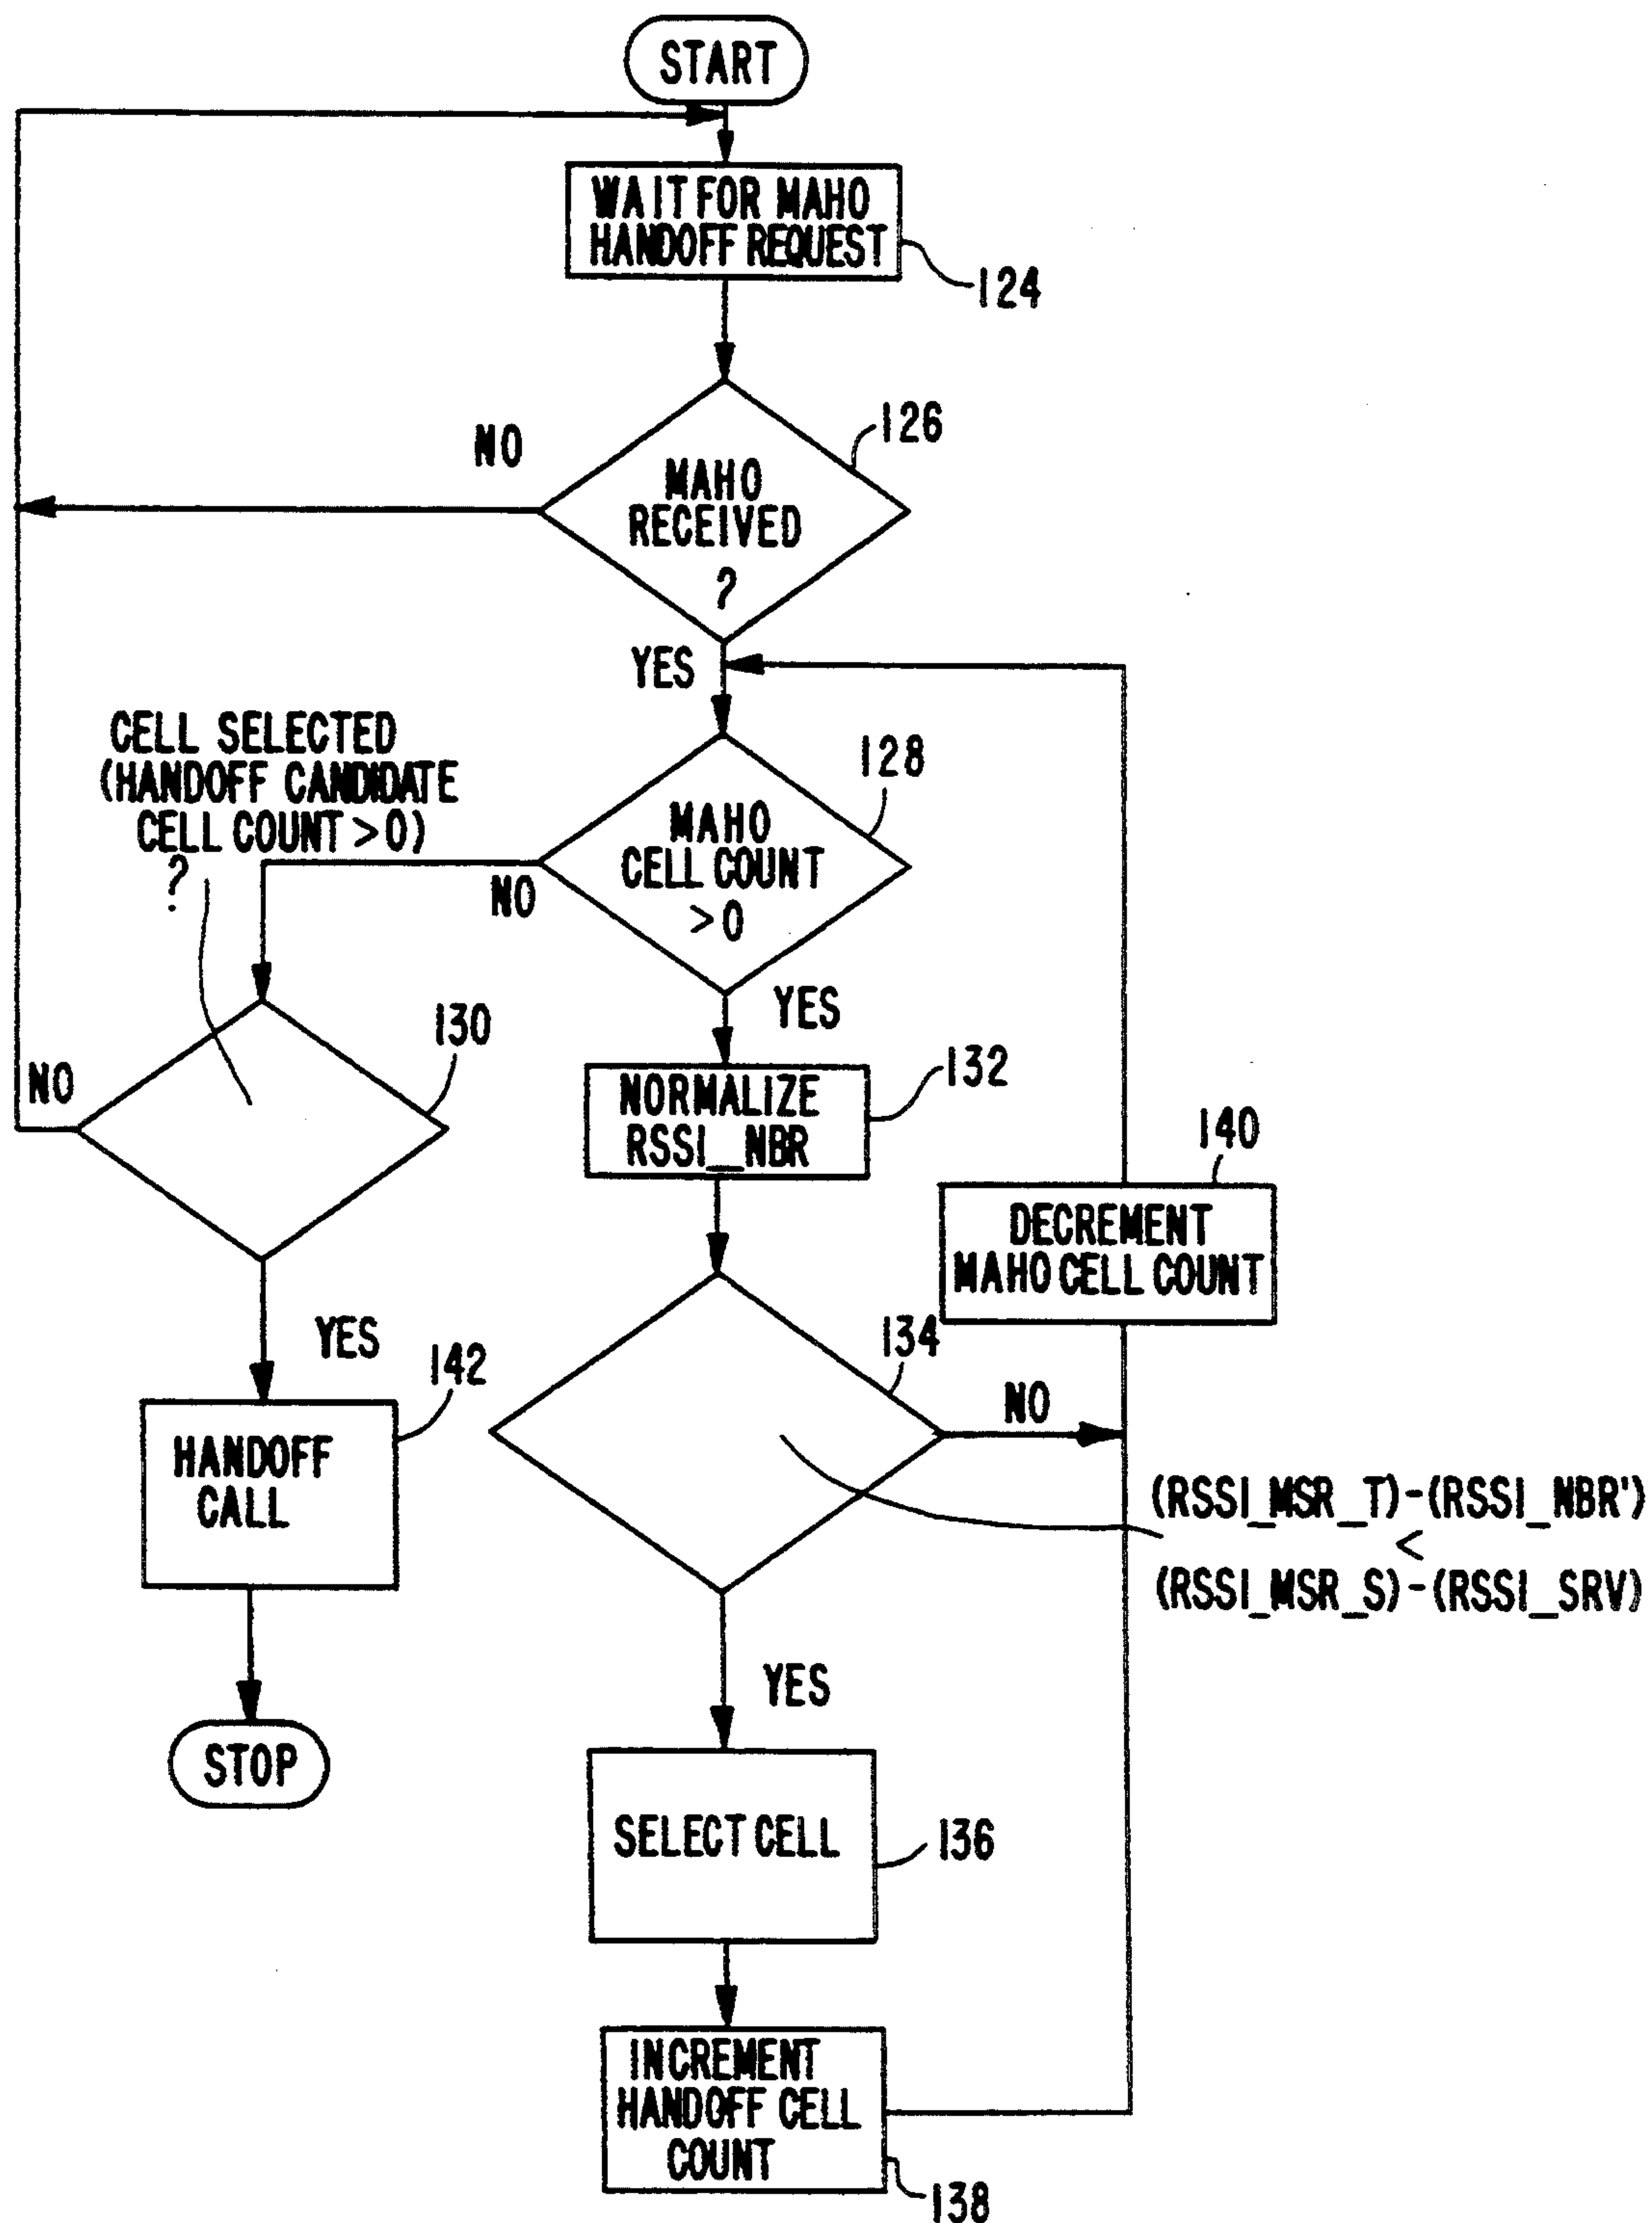 START
WAIT FOR MAHO
HANDOFF REQUEST
124
126
NO
MAHO
RECEIVED
?
YES
CELL SELECTED
(HANDOFF CANDIDATE
CELL COUNT >0)
?
128
MAHO
CELL COUNT
>0
NO
YES
130
NO
132
NORMALIZE
RSSI_NBR
140
DECREMENT
MAHO CELL COUNT
YES
142
134
NO
HANDOFF
CALL
(RSSI_MSR_T)-(RSSI_NBR')
<
(RSSI_MSR_S)-(RSSI_SRV)
YES
STOP
SELECT CELL
136
INCREMENT
HANDOFF CELL
COUNT
138